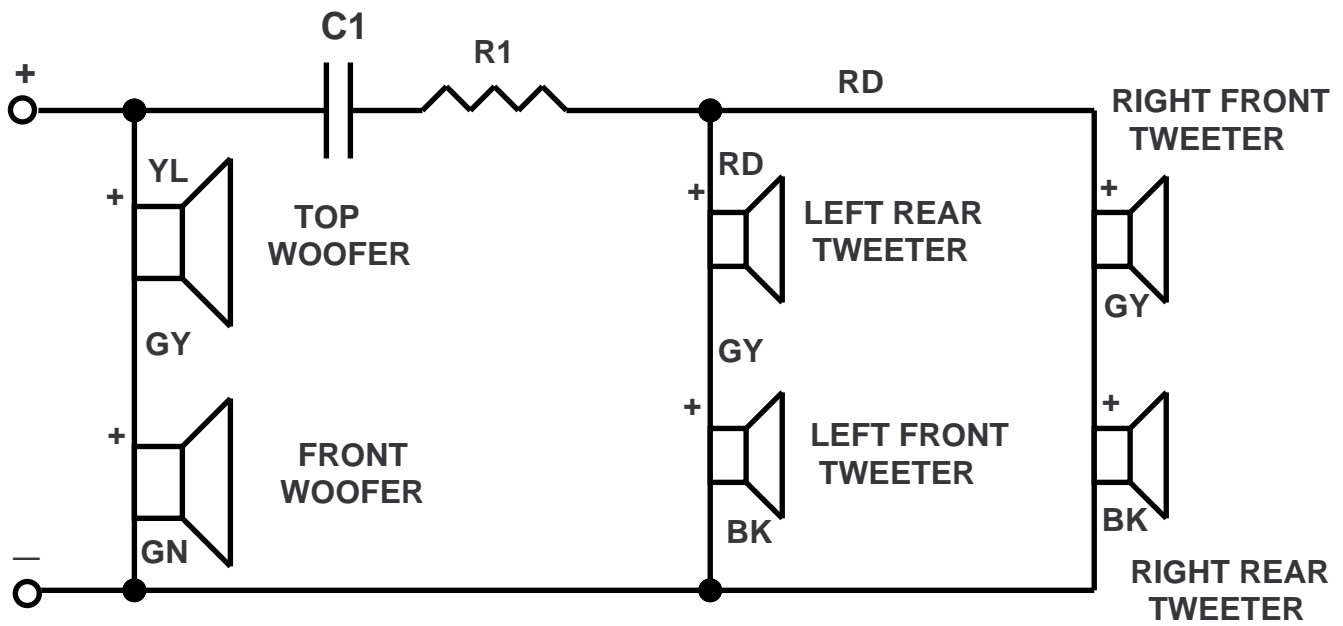 C1
R1
+
RD
RIGHT FRONT
TWEETER
YL
+
TOP
WOOFER
RD
+
LEFT REAR
TWEETER
+
GY
GY
GY
+
FRONT
WOOFER
+
LEFT FRONT
TWEETER
+
GN
BK
BK
—
RIGHT REAR
TWEETER